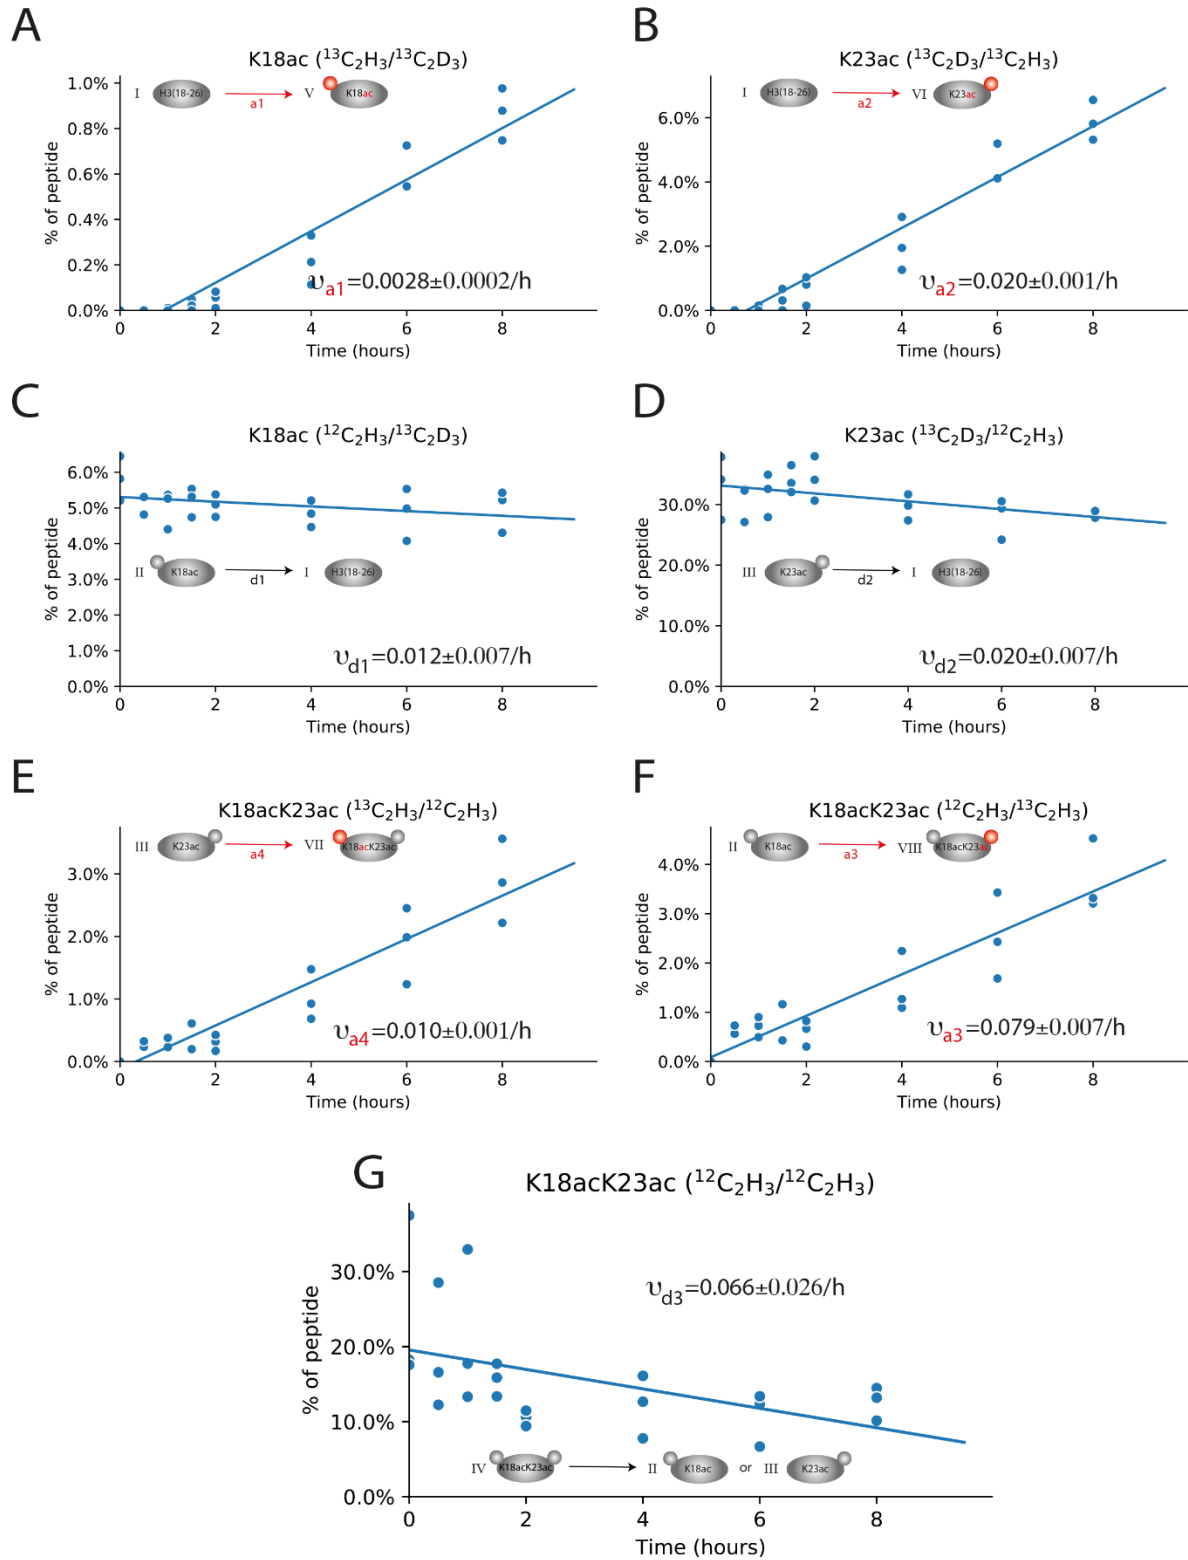 A
K18ac (¹³C₂H₃/¹³C₂D₃)
% of peptide
1.0%
0.8%
0.6%
0.4%
0.2%
0.0%
I H3(18-26) a1 V K18ac
υa1=0.0028±0.0002/h
0 2 4 6 8
Time (hours)
B
K23ac (¹³C₂D₃/¹³C₂H₃)
% of peptide
6.0%
4.0%
2.0%
0.0%
I H3(18-26) a2 VI K23ac
υa2=0.020±0.001/h
0 2 4 6 8
Time (hours)
C
K18ac (¹²C₂H₃/¹³C₂D₃)
% of peptide
6.0%
5.0%
4.0%
3.0%
2.0%
1.0%
0.0%
II K18ac d1 I H3(18-26)
υd1=0.012±0.007/h
0 2 4 6 8
Time (hours)
D
K23ac (¹³C₂D₃/¹²C₂H₃)
% of peptide
30.0%
20.0%
10.0%
0.0%
III K23ac d2 I H3(18-26)
υd2=0.020±0.007/h
0 2 4 6 8
Time (hours)
E
K18acK23ac (¹³C₂H₃/¹²C₂H₃)
% of peptide
3.0%
2.0%
1.0%
0.0%
III K23ac a4 VII K18acK23ac
υa4=0.010±0.001/h
0 2 4 6 8
Time (hours)
F
K18acK23ac (¹²C₂H₃/¹³C₂H₃)
% of peptide
4.0%
3.0%
2.0%
1.0%
0.0%
II K18ac a3 VIII K18acK23ac
υa3=0.079±0.007/h
0 2 4 6 8
Time (hours)
G
K18acK23ac (¹²C₂H₃/¹²C₂H₃)
% of peptide
30.0%
20.0%
10.0%
0.0%
υd3=0.066±0.026/h
IV K18acK23ac II K18ac or III K23ac
0 2 4 6 8
Time (hours)